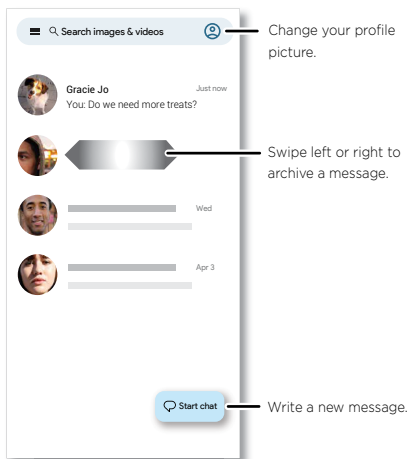 Search images & videos
Change your profile
picture.
Gracie Jo
Just now
You: Do we need more treats?
Swipe left or right to
archive a message.
Wed
Apr 3
Start chat
Write a new message.